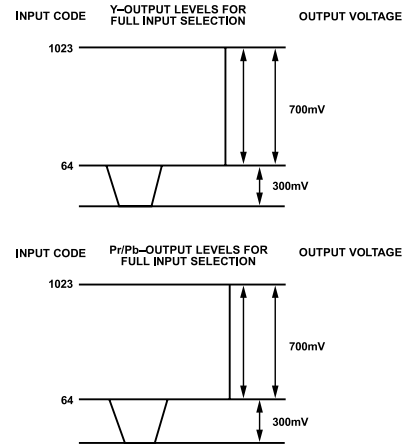 INPUT CODE
Y–OUTPUT LEVELS FOR
FULL INPUT SELECTION
OUTPUT VOLTAGE
1023
700mV
64
300mV
INPUT CODE
Pr/Pb–OUTPUT LEVELS FOR
FULL INPUT SELECTION
OUTPUT VOLTAGE
1023
700mV
64
300mV